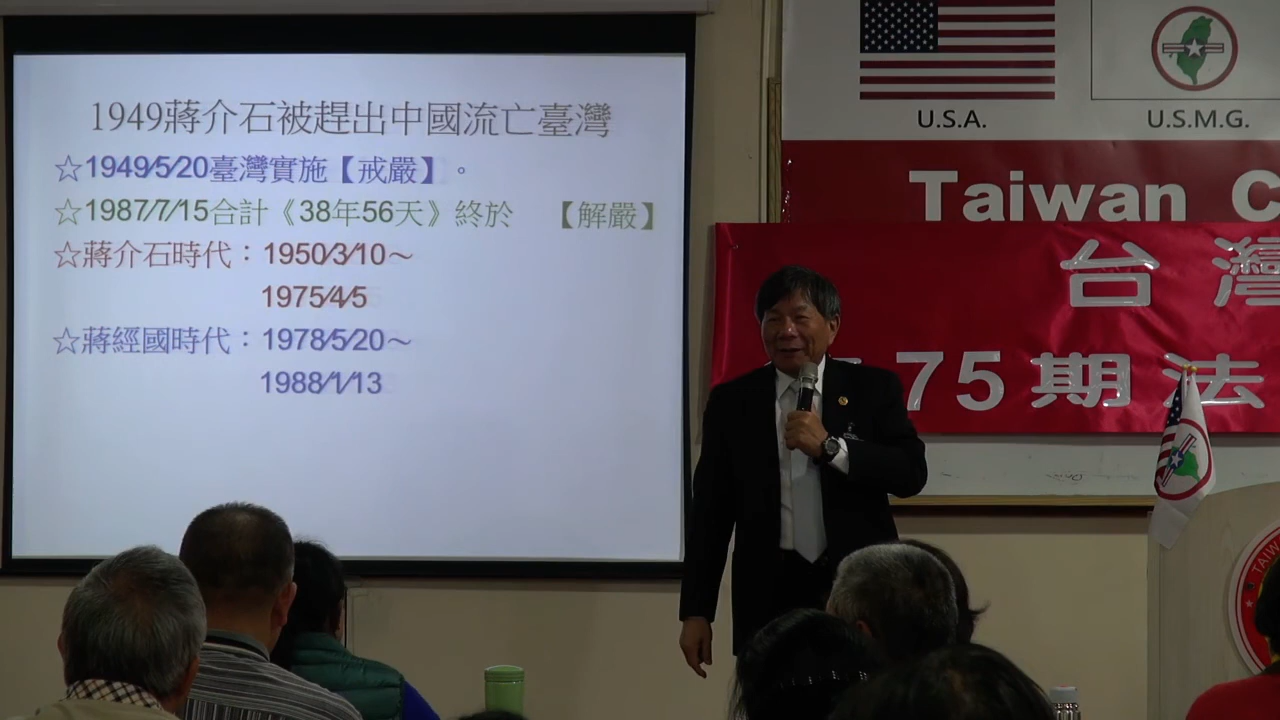 1949蔣介石被趕出中國流亡臺灣
☆1949/5/20臺灣實施【戒嚴】。
☆1987/7/15合計《38年56天》終於 【解嚴】
☆蔣介石時代：1950/3/10～
1975/4/5
☆蔣經國時代：1978/5/20～
1988/1/13
U.S.A.
U.S.M.G.
Taiwan C
台灣
75期法
TAIW